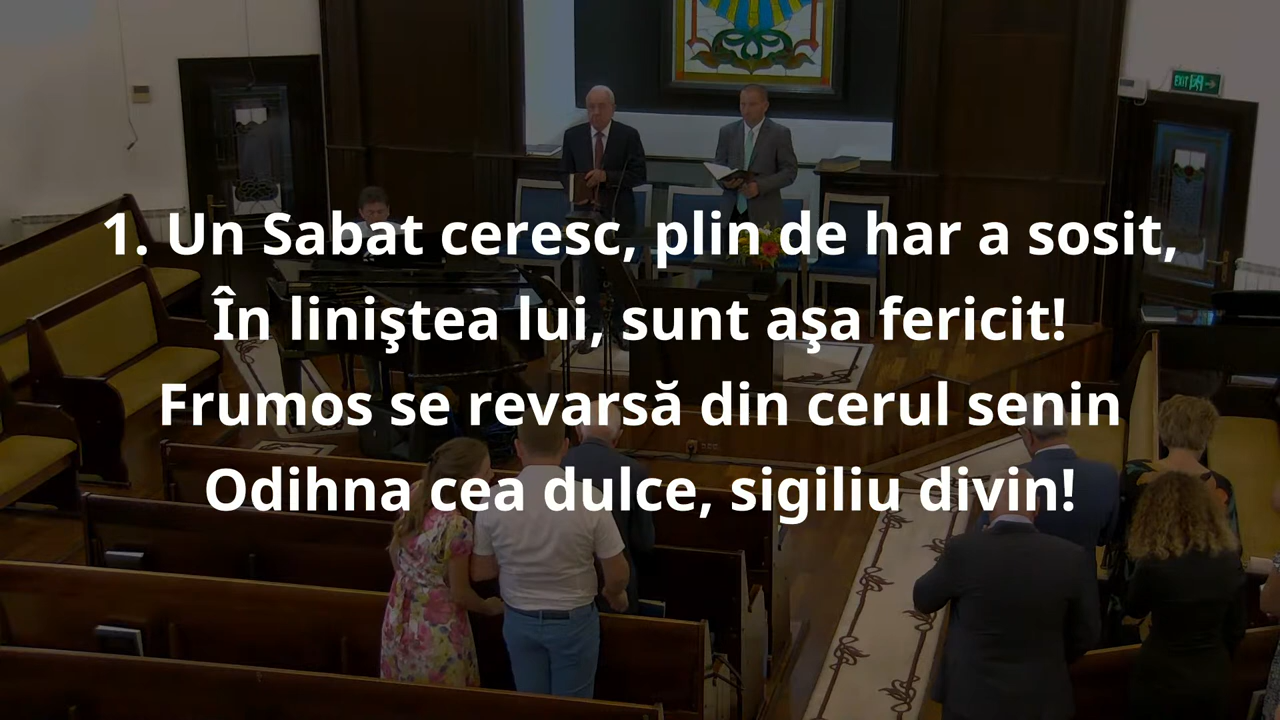 EXIT
1. Un Sabat ceresc, plin de har a sosit,
În liniştea lui, sunt aşa fericit!
Frumos se revarsă din cerul senin
Odihna cea dulce, sigiliu divin!